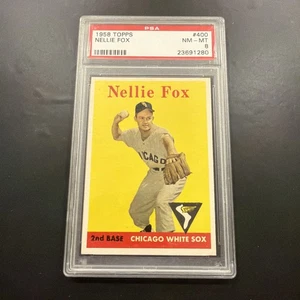 PSA
1958 TOPPS #400
NELLIE FOX NM-MT
8
23691280
Nellie Fox
CHICAGO
2nd BASE CHICAGO WHITE SOX